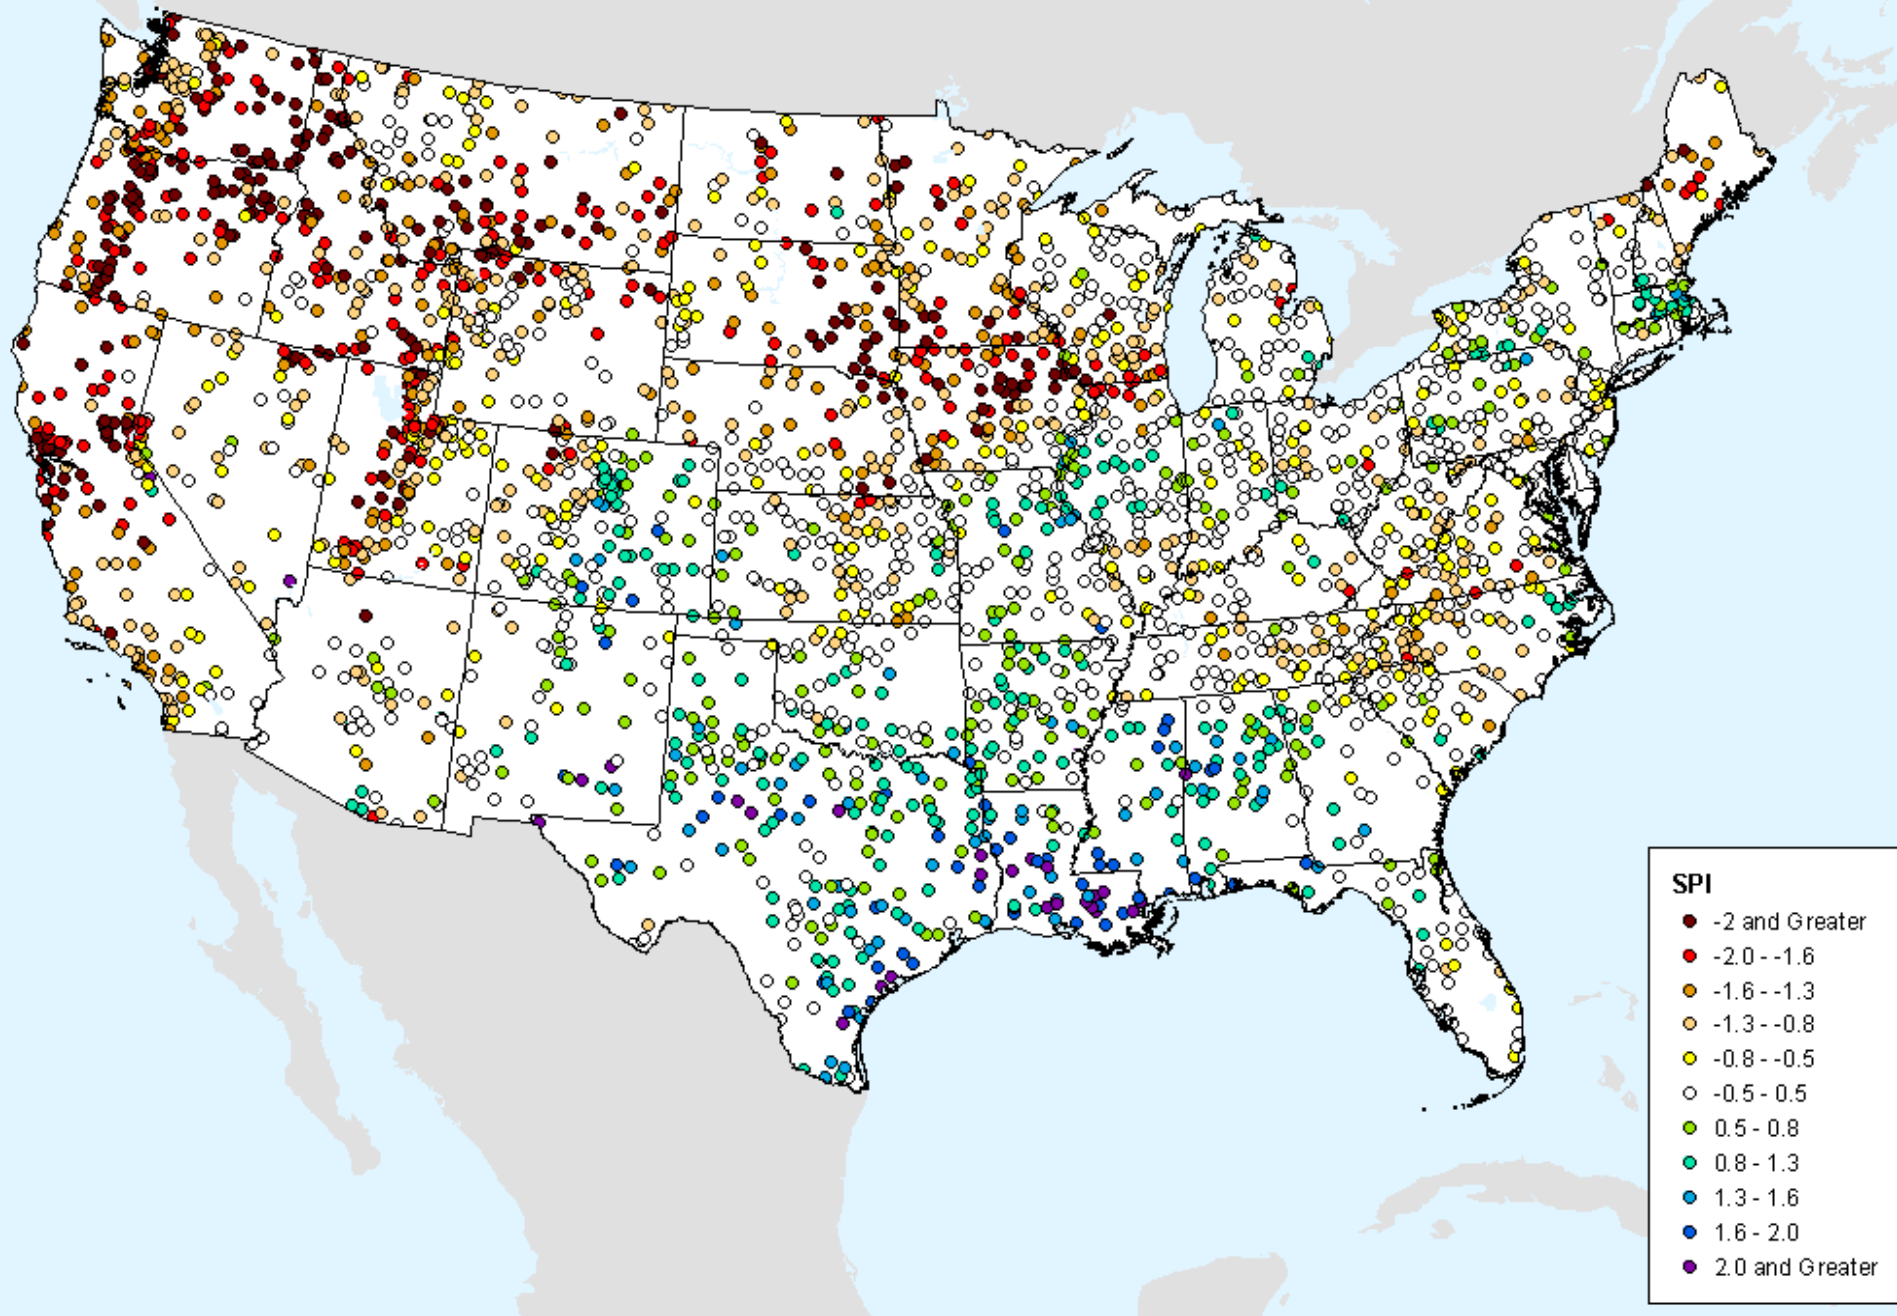 SPI
-2 and Greater
-2.0 - -1.6
-1.6 - -1.3
-1.3 - -0.8
-0.8 - -0.5
-0.5 - 0.5
0.5 - 0.8
0.8 - 1.3
1.3 - 1.6
1.6 - 2.0
2.0 and Greater